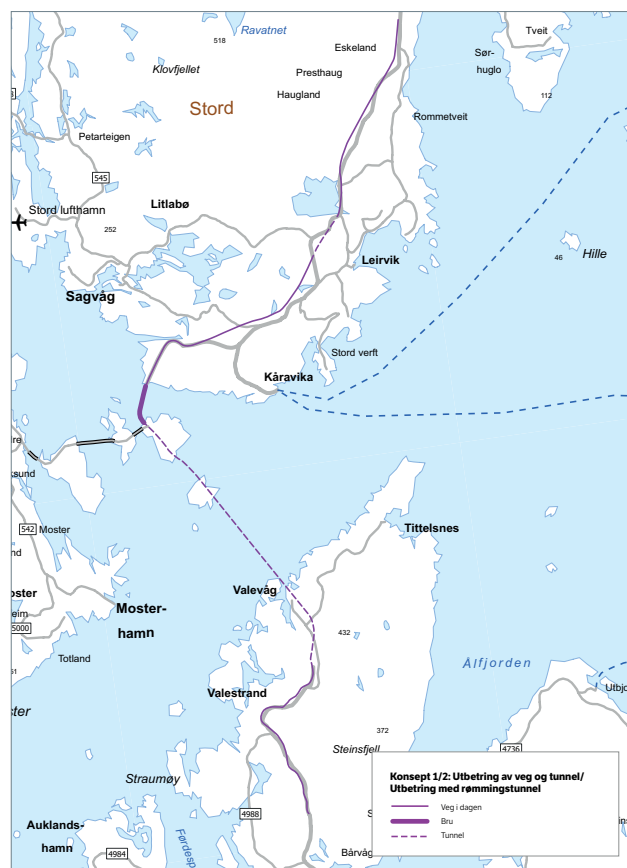 518
Ravatnet
Eskeland
Tveit
Sør-
huglo
Klovfjellet
Presthaug
Haugland
112
Stord
Rommetveit
Petarteigen
545
Litlabø
Stord lufthamn
252
Leirvik
46
Hille
Sagvåg
Stord verft
Kåravika
542
Moster
Tittelsnes
Valevåg
Moster-
hamn
5000
432
Totland
Ålfjorden
Valestrand
Utbjo
372
4736
Steinsfjell
Straumøy
Konsept 1/2: Utbetring av veg og tunnel/
Utbetring med rømmingstunnel
Veg i dagen
Bru
Tunnel
4988
Auklands-
hamn
4984
Førdesp
Bårvåg